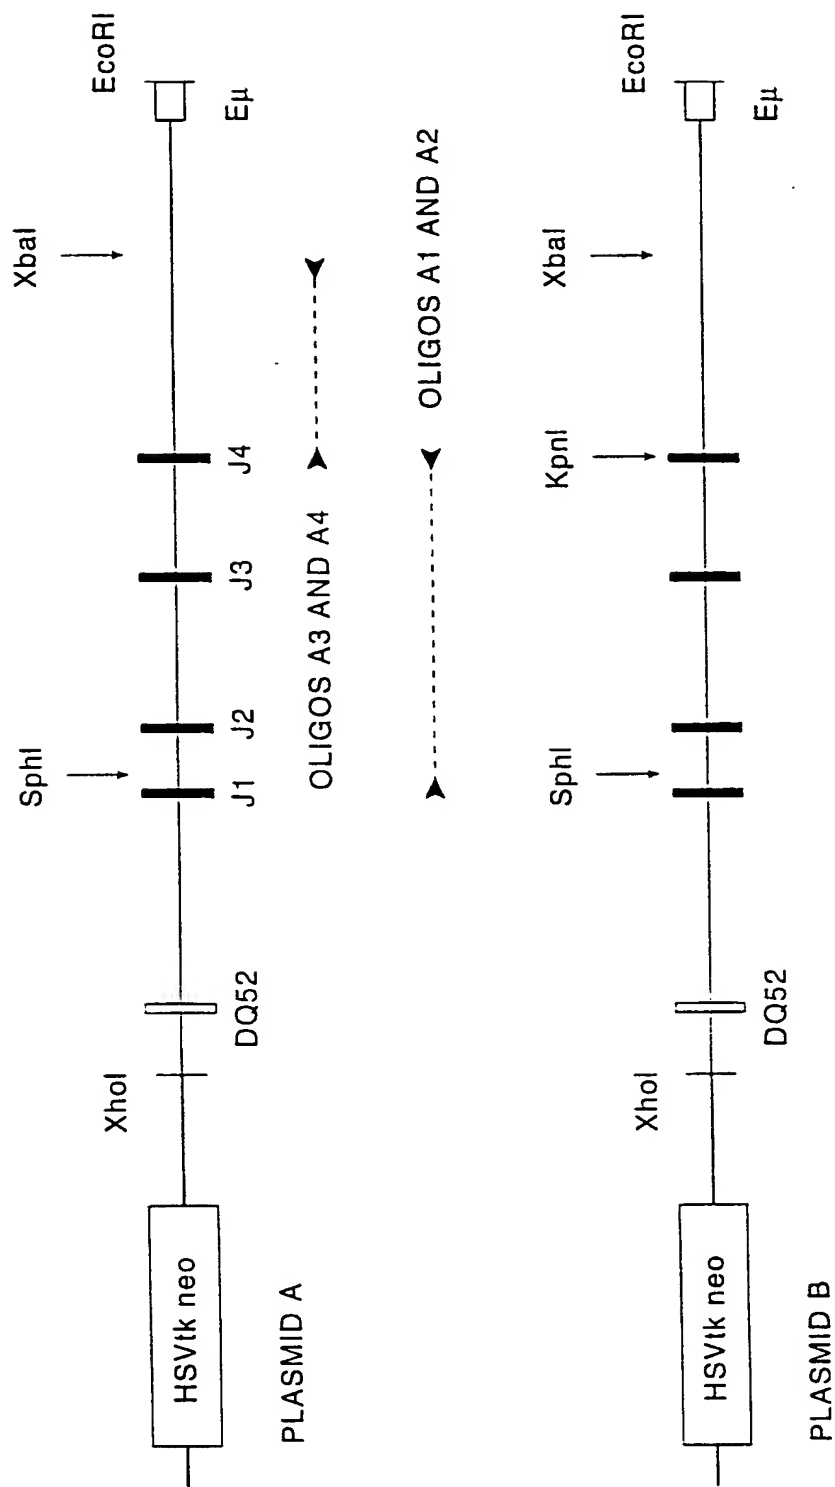 SphI
XbaI
EcoRI
HSVtk neo
XhoI
DQ52
J1
J2
J3
J4
Eμ
PLASMID A
OLIGOS A3 AND A4
OLIGOS A1 AND A2
SphI
KpnI
XbaI
EcoRI
HSVtk neo
XhoI
DQ52
Eμ
PLASMID B